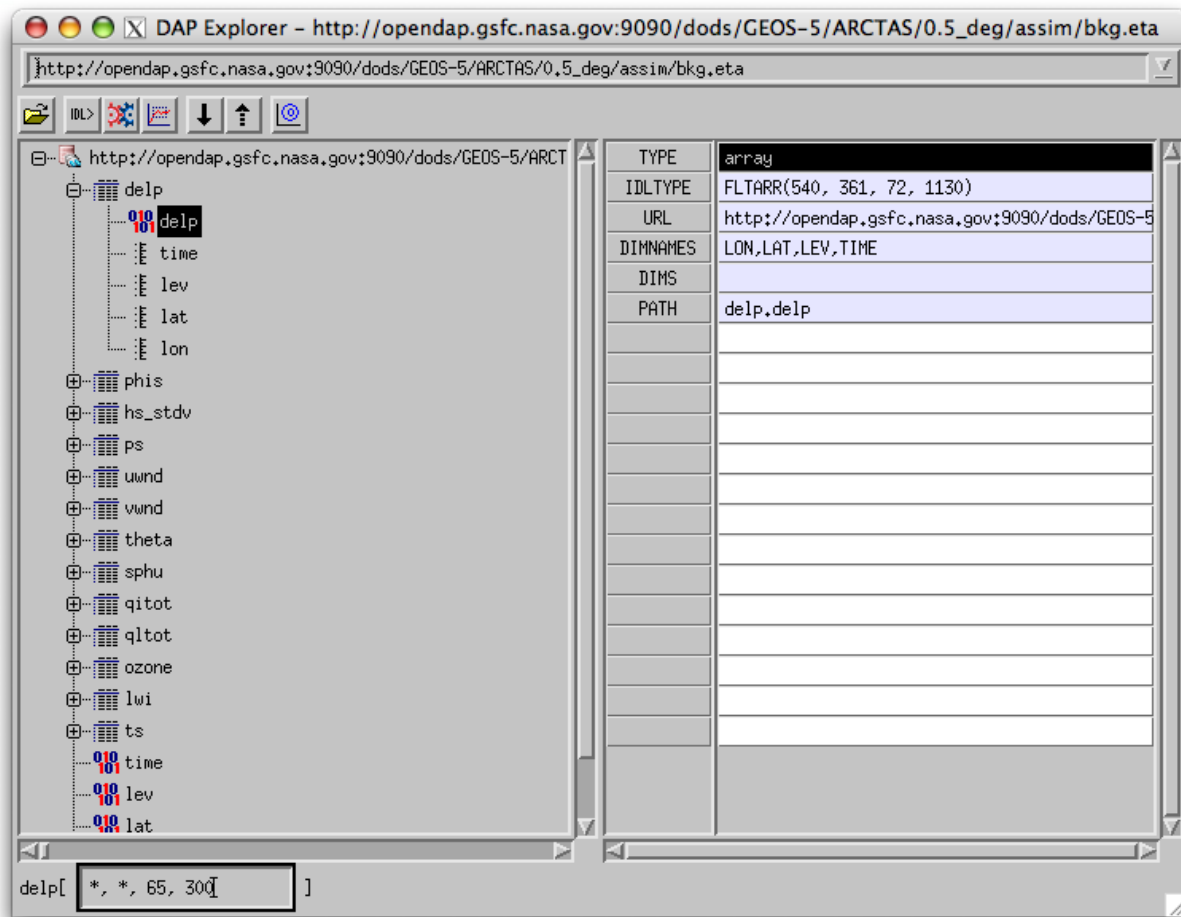 DAP Explorer - http://opendap.gsfc.nasa.gov:9090/dods/GEOS-5/ARCTAS/0.5_deg/assim/bkg.eta
http://opendap.gsfc.nasa.gov:9090/dods/GEOS-5/ARCTAS/0.5_deg/assim/bkg.eta
IDL>
http://opendap.gsfc.nasa.gov:9090/dods/GEOS-5/ARCT
delp
delp
time
lev
lat
lon
phis
hs_stdv
ps
uwnd
vwnd
theta
sphu
qitot
qltot
ozone
lwi
ts
time
lev
lat
TYPE array
IDLTYPE FLTARR(540, 361, 72, 1130)
URL http://opendap.gsfc.nasa.gov:9090/dods/GEOS-5
DIMNAMES LON,LAT,LEV,TIME
DIMS
PATH delp.delp
delp[ *, *, 65, 300 ]